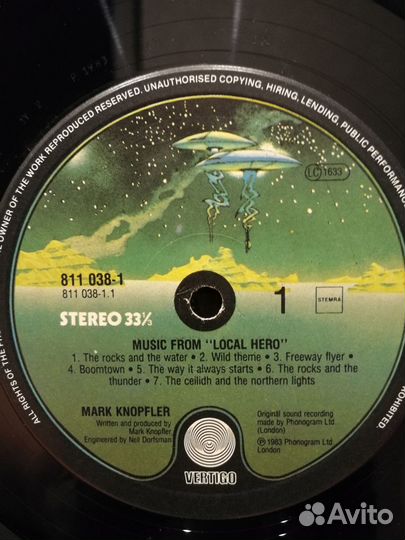 OWNER OF THE WORK REPRODUCED RESERVED. UNAUTHORISED COPYING, HIRING, LENDING, PUBLIC PERFORMANCE
LC 1633
811 038-1
811 038-1.1
1
STEMRA
STEREO 33⅓
MUSIC FROM "LOCAL HERO"
1. The rocks and the water • 2. Wild theme • 3. Freeway flyer •
4. Boomtown • 5. The way it always starts • 6. The rocks and the
thunder • 7. The ceilidh and the northern lights
MARK KNOPFLER
Written and produced by
Mark Knopfler
Engineered by Neil Dorfsman
Original sound recording
made by Phonogram Ltd
(London)
Ⓟ 1983 Phonogram Ltd
London
VERTIGO
ALL RIGHTS OF THE
Avito